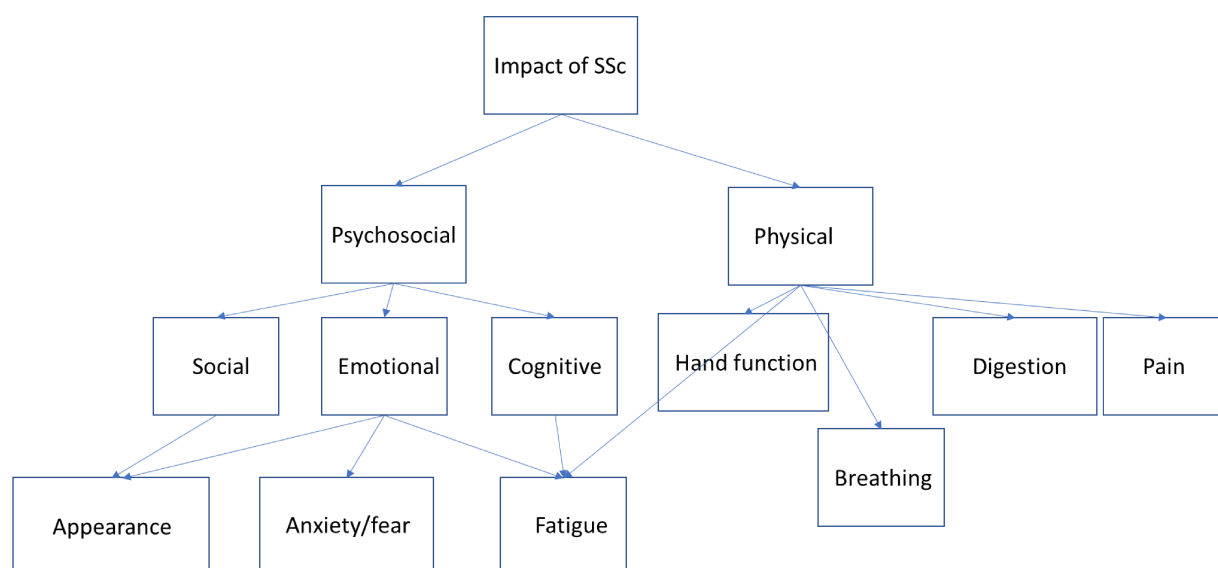 Impact of SSc
Psychosocial
Physical
Social
Emotional
Cognitive
Hand function
Digestion
Pain
Breathing
Appearance
Anxiety/fear
Fatigue